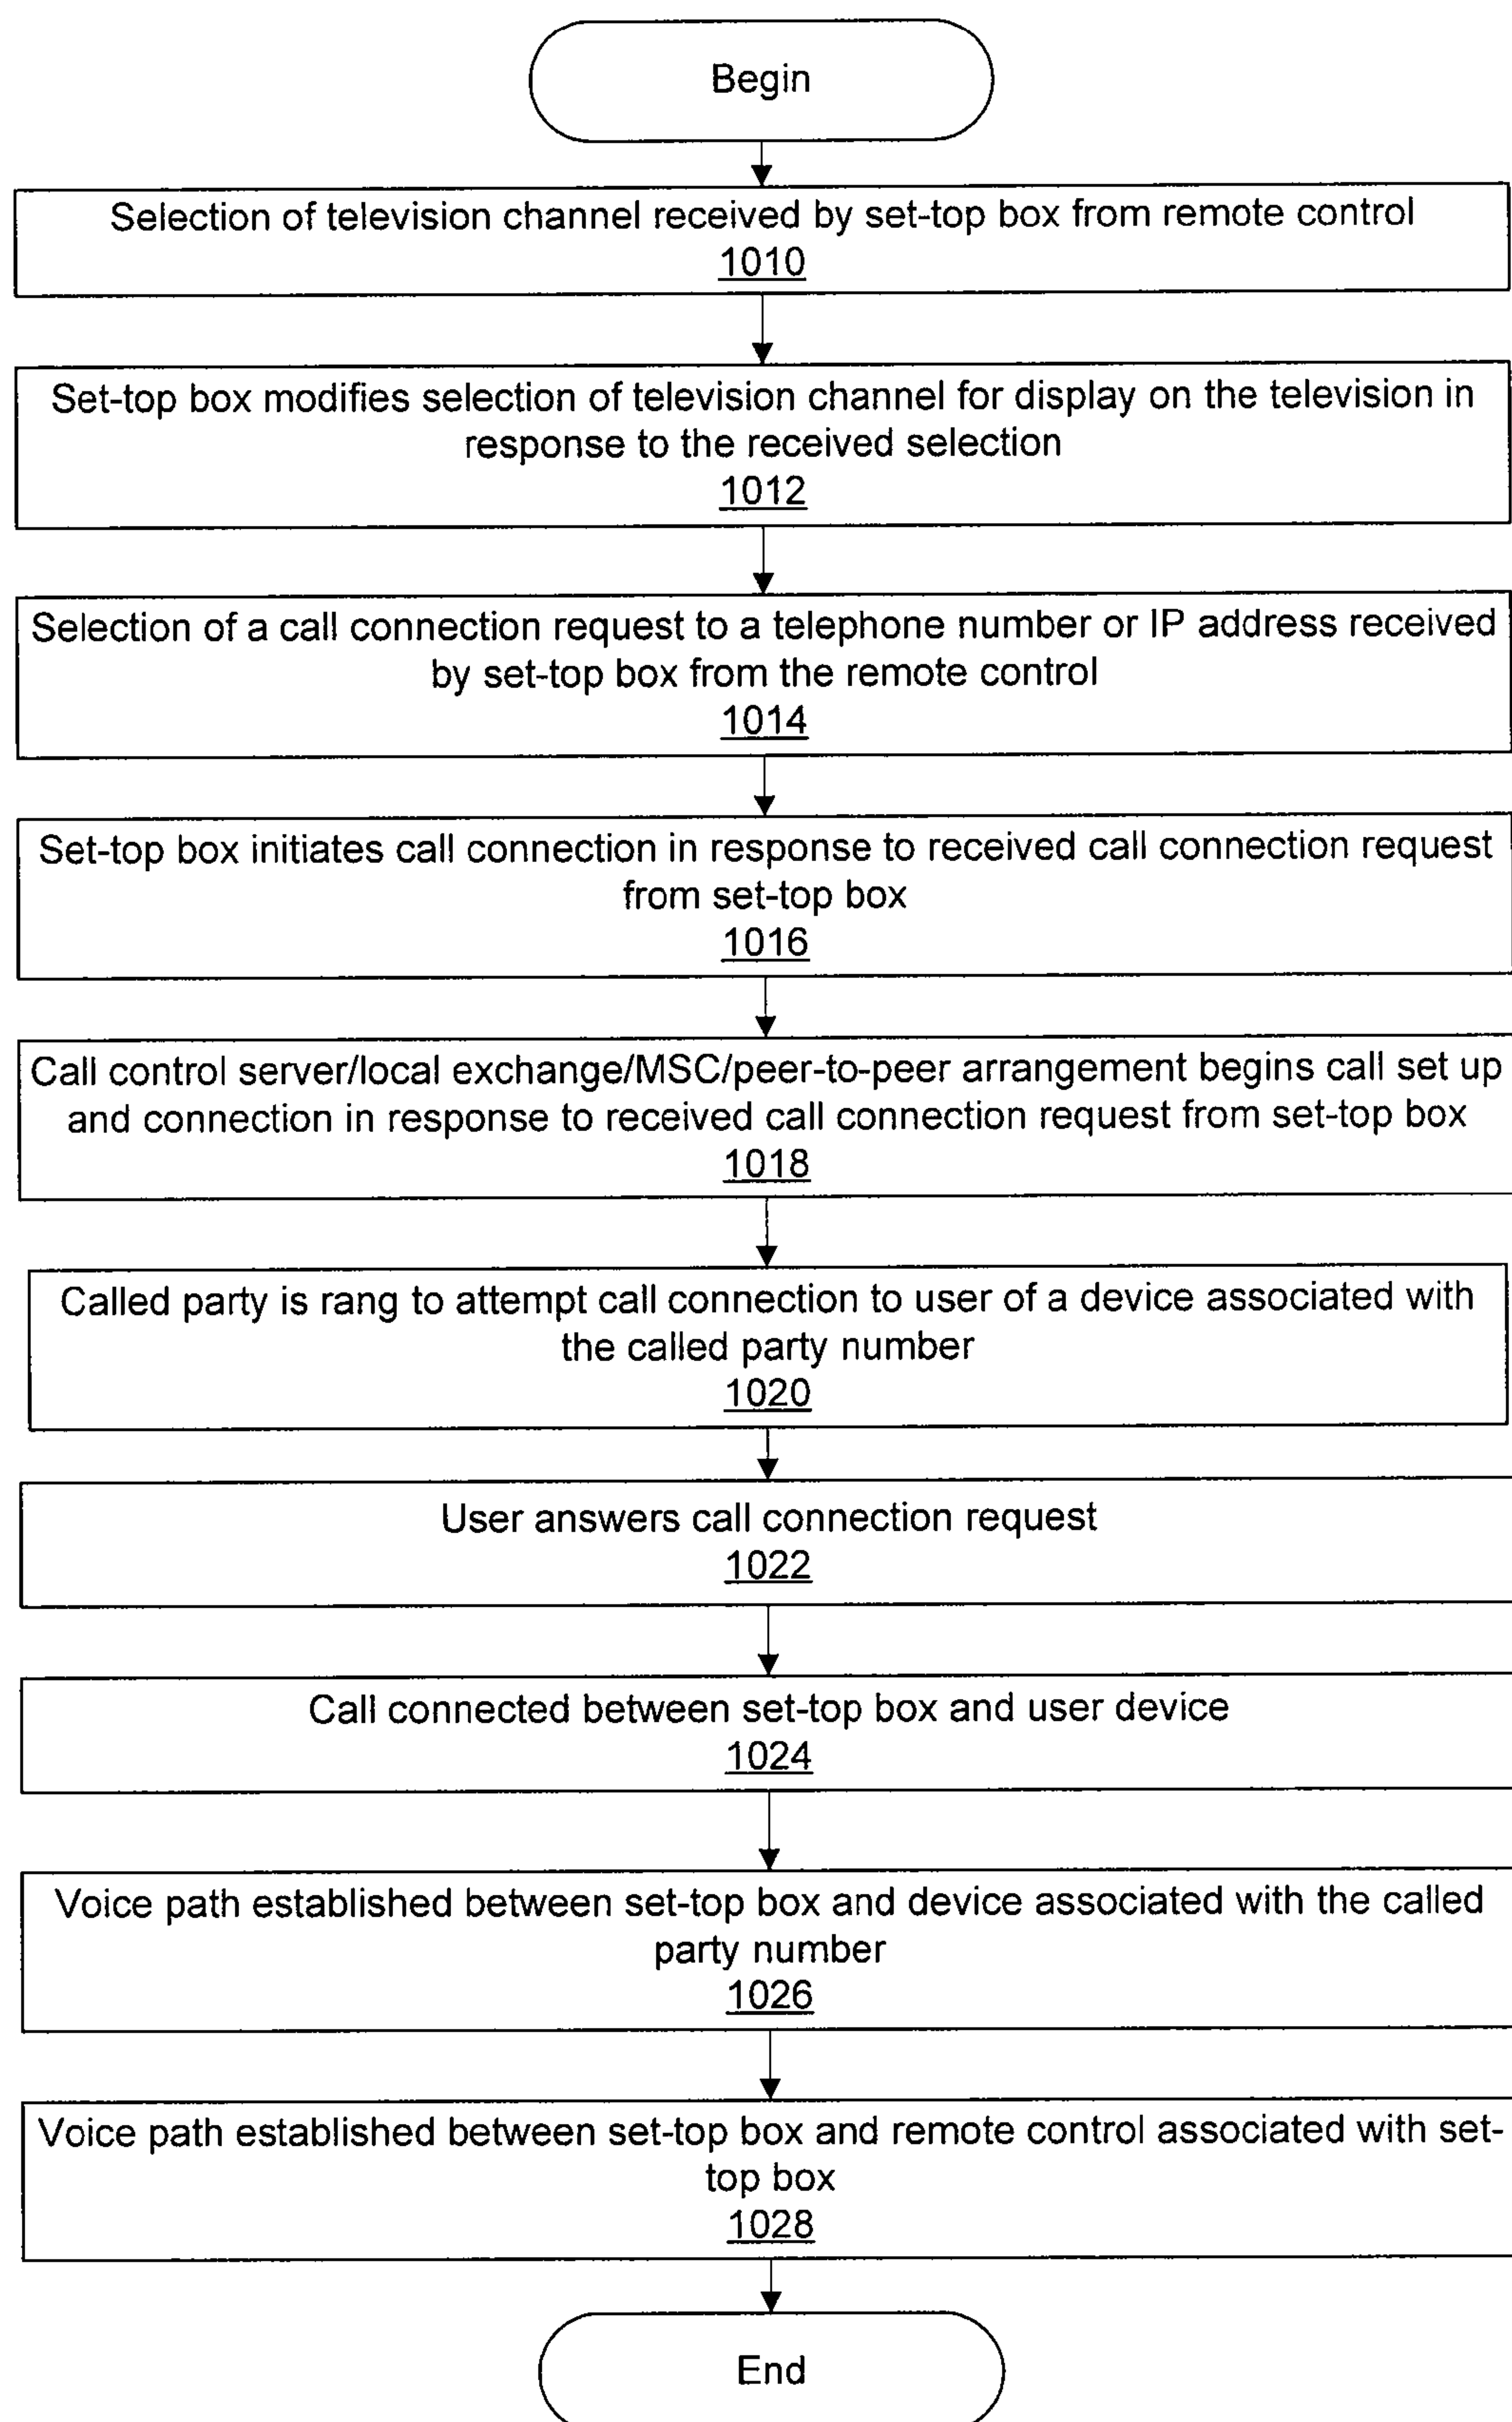 Begin
Selection of television channel received by set-top box from remote control
1010
Set-top box modifies selection of television channel for display on the television in
response to the received selection
1012
Selection of a call connection request to a telephone number or IP address received
by set-top box from the remote control
1014
Set-top box initiates call connection in response to received call connection request
from set-top box
1016
Call control server/local exchange/MSC/peer-to-peer arrangement begins call set up
and connection in response to received call connection request from set-top box
1018
Called party is rang to attempt call connection to user of a device associated with
the called party number
1020
User answers call connection request
1022
Call connected between set-top box and user device
1024
Voice path established between set-top box and device associated with the called
party number
1026
Voice path established between set-top box and remote control associated with set-
top box
1028
End